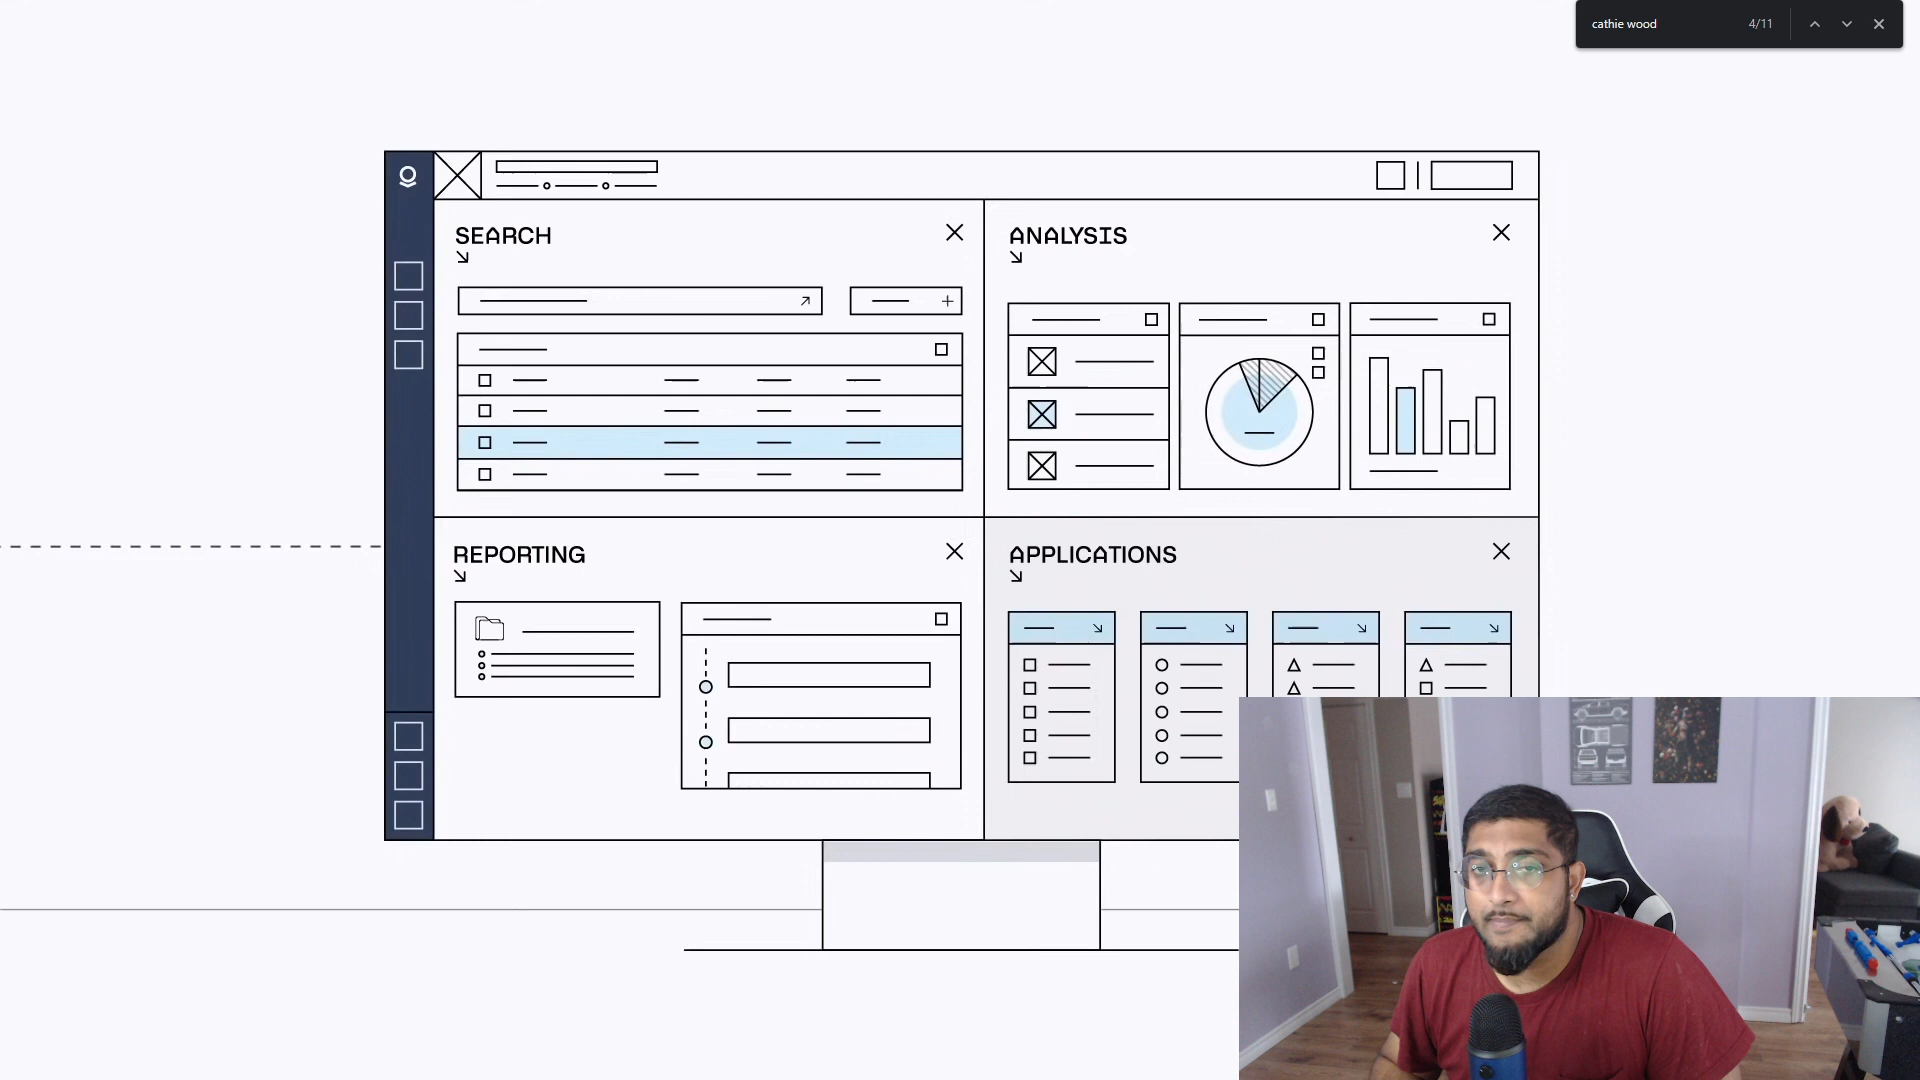 cathie wood 4/11
SEARCH
ANALYSIS
REPORTING
APPLICATIONS